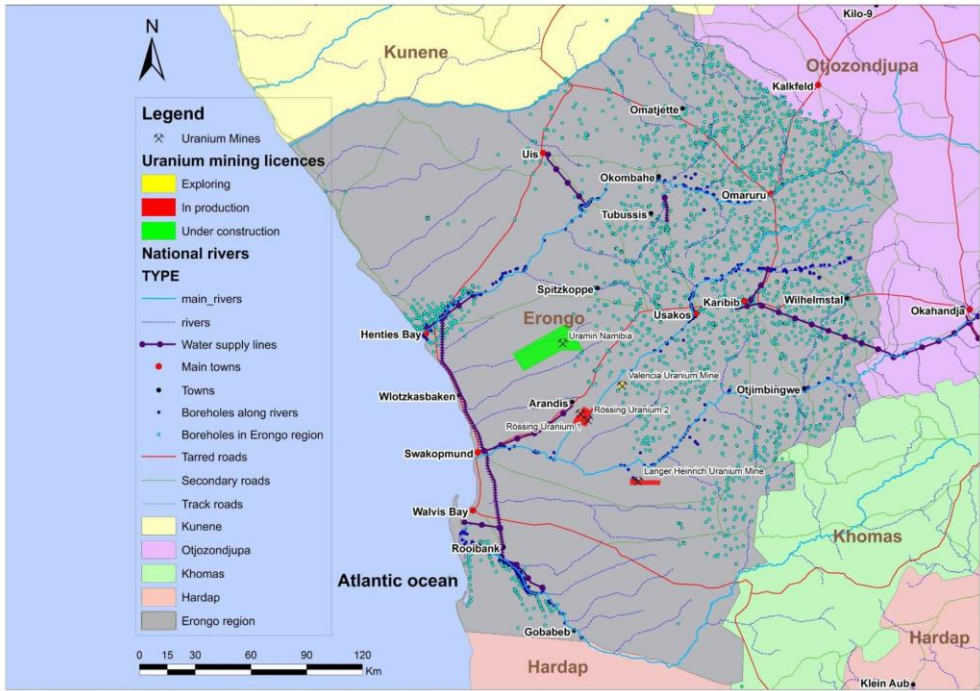 N
Legend
Uranium Mines
Uranium mining licences
Exploring
In production
Under construction
National rivers
TYPE
main_rivers
rivers
Water supply lines
Main towns
Towns
Boreholes along rivers
Boreholes in Erongo region
Tarred roads
Secondary roads
Track roads
Kunene
Otjozondjupa
Khomas
Hardap
Erongo region
0 15 30 60 90 120
Km
Kunene
Kilo-9
Otjozondjupa
Kalkfeld
Omatjette
Uis
Okombahe
Omaruru
Tubussis
Spitzkoppe
Karibib
Wilhelmstal
Usakos
Okahandja
Erongo
Henties Bay
Uramin Namibia
Valencia Uranium Mine
Otjimbingwe
Wlotzkasbaken
Arandis
Rössing Uranium 2
Rössing Uranium 1
Swakopmund
Langer Heinrich Uranium Mine
Walvis Bay
Khomas
Rooibank
Atlantic ocean
Gobabeb
Hardap
Hardap
Klein Aub